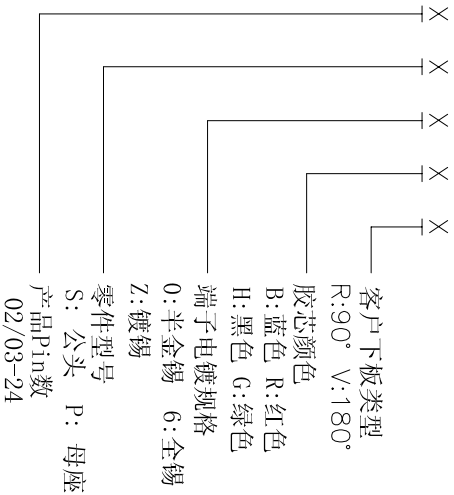 X X X X X
客户下板类型
R:90° V:180°
胶芯颜色
B:蓝色 R:红色
H:黑色 G:绿色
端子电镀规格
0:半金锡 6:全锡
Z:镀锡
零件型号
S: 公头 P: 母座
产品Pin数
02/03-24